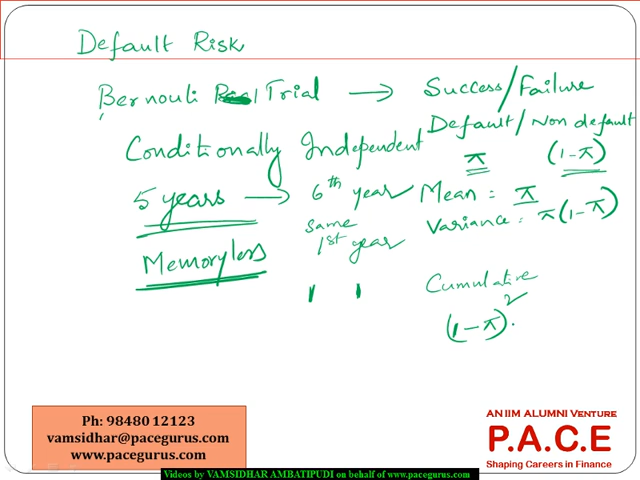 Default Risk
Bernouli Trial → Success/Failure
Default/Non default
Conditionally Independent π (1-π)
5 years → 6th year Mean = π
same Variance = π(1-π)
1st year
Memoryless
Cumulative
(1-π)²
Ph: 98480 12123
vamsidhar@pacegurus.com
www.pacegurus.com
AN IIM ALUMNI VENTURE
P.A.C.E
Shaping Careers in Finance
Videos by VAMSIDHAR AMBATIPUDI on behalf of www.pacegurus.com